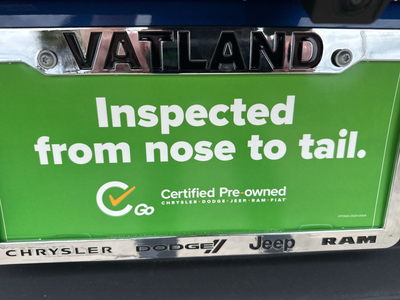 VATLAND
Inspected
from nose to tail.
Go
Certified Pre-owned
CHRYSLER • DODGE • JEEP • RAM • FIAT
CHRYSLER DODGE Jeep RAM